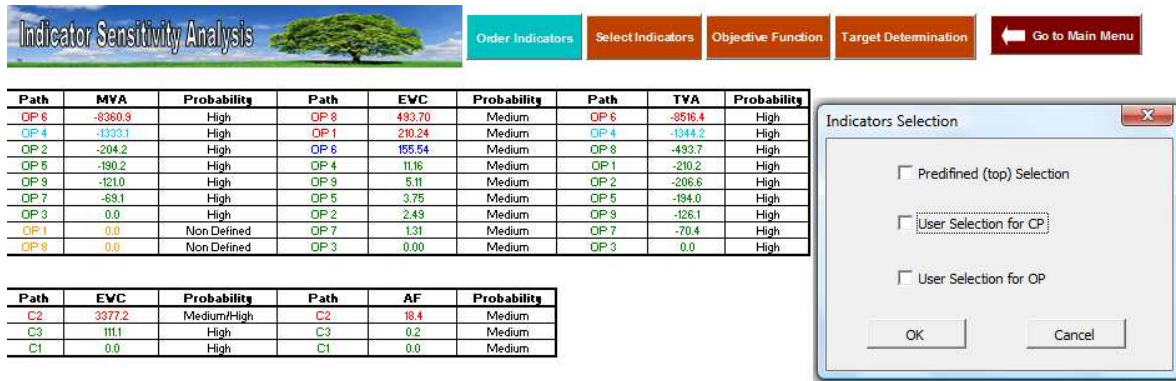 Indicator Sensitivity Analysis
Order Indicators
Select Indicators
Objective Function
Target Determination
Go to Main Menu
Path MVA Probability Path EWC Probability Path TVA Probability
OP 6 -8360.9 High OP 8 493.70 Medium OP 6 -8516.4 High
OP 4 -1333.1 High OP 1 210.24 Medium OP 4 -1344.2 High
OP 2 -204.2 High OP 6 155.54 Medium OP 8 -493.7 High
OP 5 -190.2 High OP 4 11.16 Medium OP 1 -210.2 High
OP 9 -121.0 High OP 9 5.11 Medium OP 2 -206.6 High
OP 7 -69.1 High OP 5 3.75 Medium OP 5 -194.0 High
OP 3 0.0 High OP 2 2.49 Medium OP 9 -126.1 High
OP 1 0.0 Non Defined OP 7 1.31 Medium OP 7 -70.4 High
OP 8 0.0 Non Defined OP 3 0.00 Medium OP 3 0.0 High
Path EWC Probability Path AF Probability
C2 3377.2 Medium/High C2 18.4 Medium
C3 111.1 High C3 0.2 Medium
C1 0.0 High C1 0.0 Medium
Indicators Selection
Predifined (top) Selection
User Selection for CP
User Selection for OP
OK Cancel